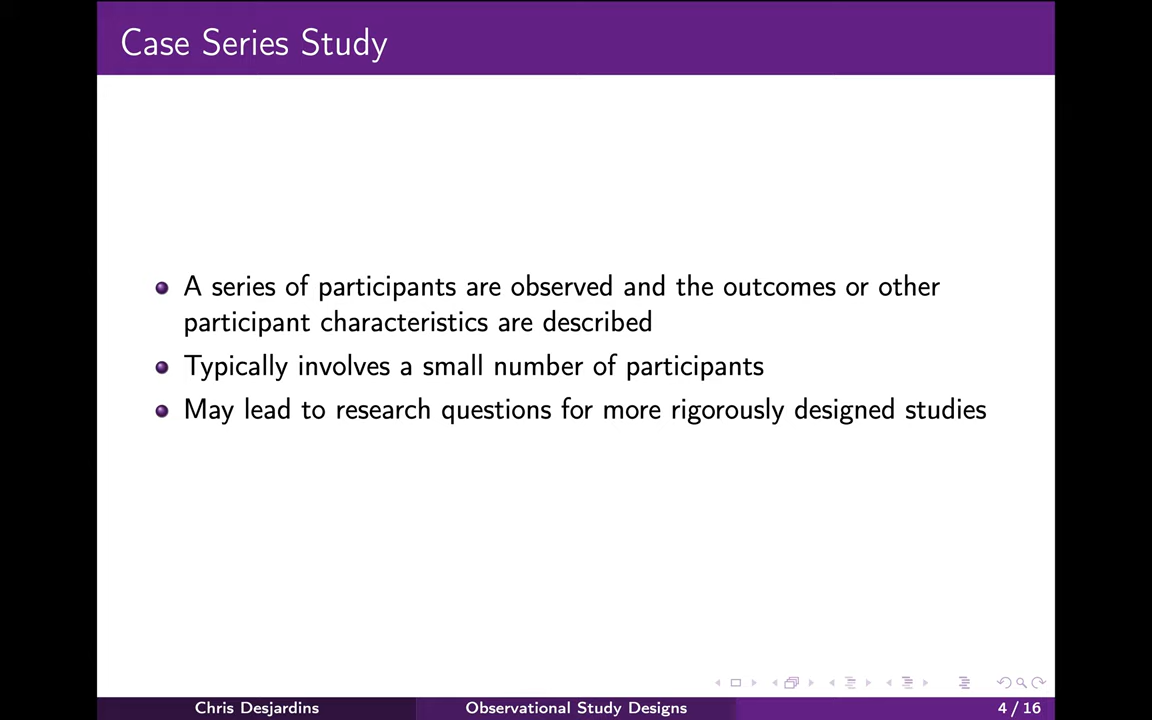 Case Series Study
A series of participants are observed and the outcomes or other
participant characteristics are described
Typically involves a small number of participants
May lead to research questions for more rigorously designed studies
Chris Desjardins
Observational Study Designs
4 / 16